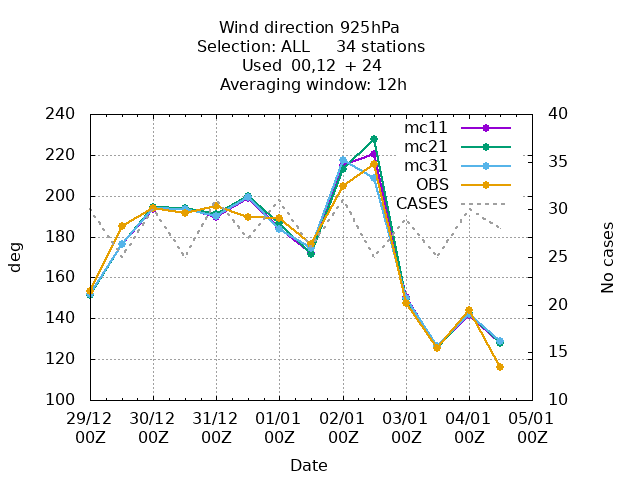 Wind direction 925hPa
Selection: ALL     34 stations
Used  00,12  + 24
Averaging window: 12h
240
220
200
180
160
140
120
100
deg
40
35
30
25
20
15
10
No cases
mc11
mc21
mc31
OBS
CASES
29/12 30/12 31/12 01/01 02/01 03/01 04/01 05/01
00Z 00Z 00Z 00Z 00Z 00Z 00Z 00Z
Date